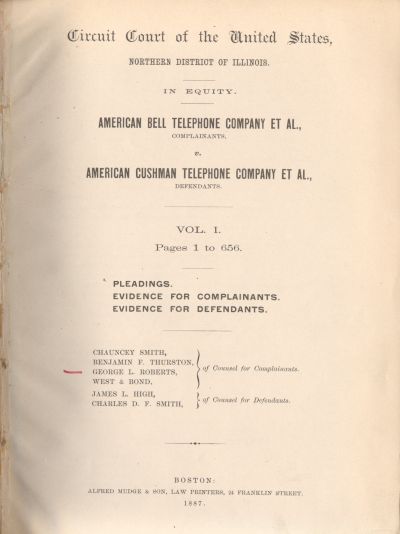 Circuit Court of the United States,
NORTHERN DISTRICT OF ILLINOIS.
IN EQUITY.
AMERICAN BELL TELEPHONE COMPANY ET AL.,
COMPLAINANTS,
v.
AMERICAN CUSHMAN TELEPHONE COMPANY ET AL.,
DEFENDANTS.
VOL. I.
Pages 1 to 656.
PLEADINGS.
EVIDENCE FOR COMPLAINANTS.
EVIDENCE FOR DEFENDANTS.
CHAUNCEY SMITH,
BENJAMIN F. THURSTON,
GEORGE L. ROBERTS,
WEST & BOND,
of Counsel for Complainants.
JAMES L. HIGH,
CHARLES D. F. SMITH,
of Counsel for Defendants.
BOSTON:
ALFRED MUDGE & SON, LAW PRINTERS, 24 FRANKLIN STREET.
1887.